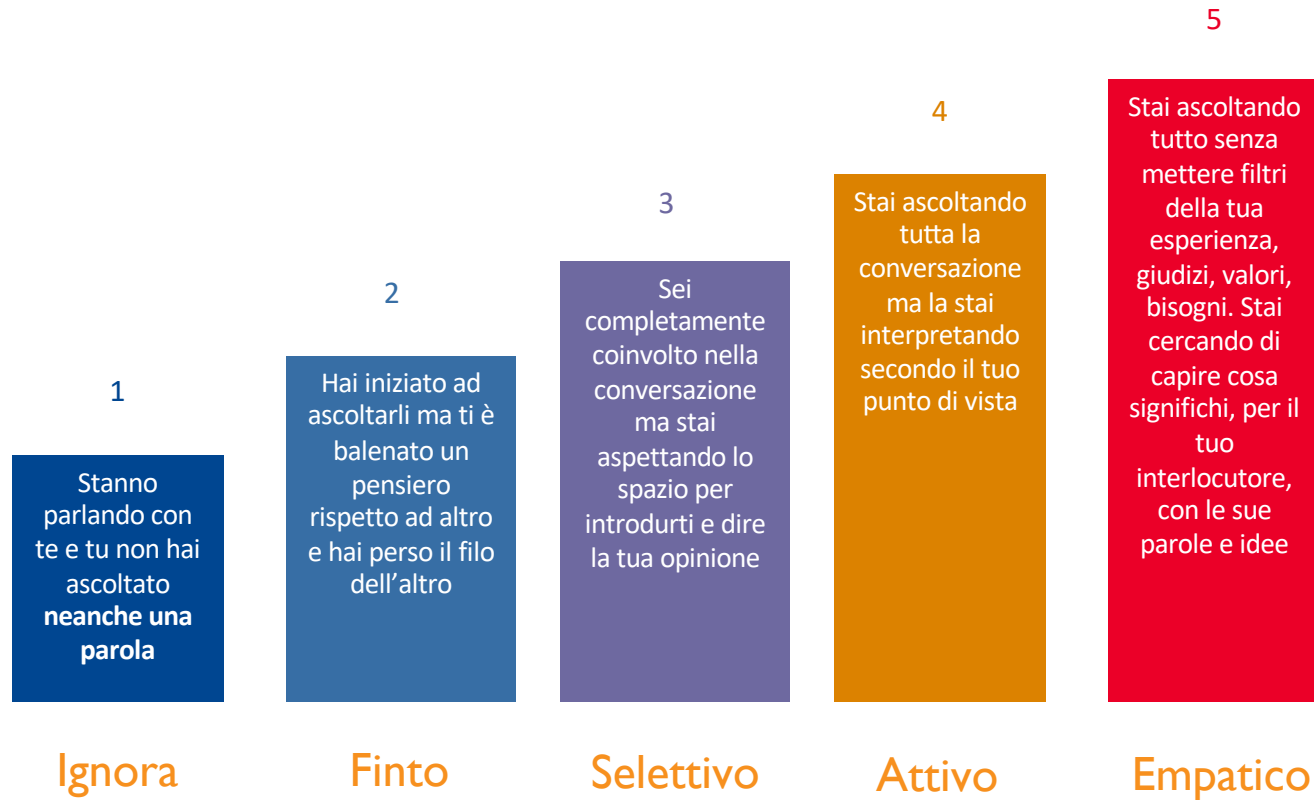 1
Stanno
parlando con
te e tu non hai
ascoltato
neanche una
parola
Ignora
2
Hai iniziato ad
ascoltarli ma ti è
balenato un
pensiero
rispetto ad altro
e hai perso il filo
dell’altro
Finto
3
Sei
completamente
coinvolto nella
conversazione
ma stai
aspettando lo
spazio per
introdurti e dire
la tua opinione
Selettivo
4
Stai ascoltando
tutta la
conversazione
ma la stai
interpretando
secondo il tuo
punto di vista
Attivo
5
Stai ascoltando
tutto senza
mettere filtri
della tua
esperienza,
giudizi, valori,
bisogni. Stai
cercando di
capire cosa
significhi, per il
tuo
interlocutore,
con le sue
parole e idee
Empatico